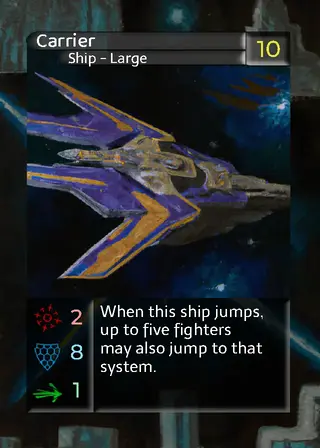 Carrier
10
Ship – Large
2
8
1
When this ship jumps,
up to five fighters
may also jump to that
system.